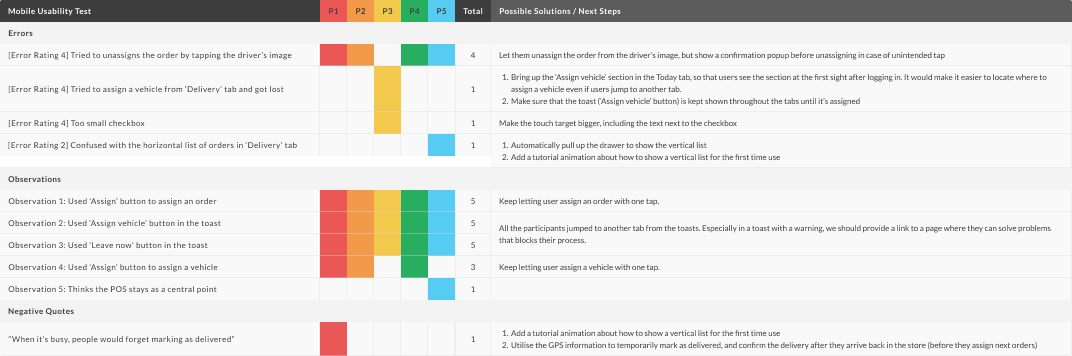 Mobile Usability Test P1 P2 P3 P4 P5 Total Possible Solutions / Next Steps
Errors
[Error Rating 4] Tried to unassigns the order by tapping the driver's image 4 Let them unassign the order from the driver's image, but show a confirmation popup before unassigning in case of unintended tap
[Error Rating 4] Tried to assign a vehicle from 'Delivery' tab and got lost 1
1. Bring up the 'Assign vehicle' section in the Today tab, so that users see the section at the first sight after logging in. It would make it easier to locate where to
assign a vehicle even if users jump to another tab.
2. Make sure that the toast ('Assign vehicle' button) is kept shown throughout the tabs until it's assigned
[Error Rating 4] Too small checkbox 1 Make the touch target bigger, including the text next to the checkbox
[Error Rating 2] Confused with the horizontal list of orders in 'Delivery' tab 1
1. Automatically pull up the drawer to show the vertical list
2. Add a tutorial animation about how to show a vertical list for the first time use
Observations
Observation 1: Used 'Assign' button to assign an order 5 Keep letting user assign an order with one tap.
Observation 2: Used 'Assign vehicle' button in the toast 5
All the participants jumped to another tab from the toasts. Especially in a toast with a warning, we should provide a link to a page where they can solve problems
that blocks their process.
Observation 3: Used 'Leave now' button in the toast 5
Observation 4: Used 'Assign' button to assign a vehicle 3 Keep letting user assign a vehicle with one tap.
Observation 5: Thinks the POS stays as a central point 1
Negative Quotes
"When it's busy, people would forget marking as delivered" 1
1. Add a tutorial animation about how to show a vertical list for the first time use
2. Utilise the GPS information to temporarily mark as delivered, and confirm the delivery after they arrive back in the store (before they assign next orders)